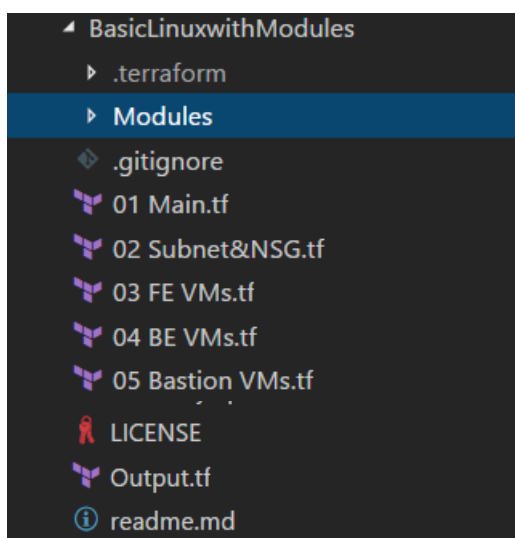 BasicLinuxwithModules
.terraform
Modules
.gitignore
01 Main.tf
02 Subnet&NSG.tf
03 FE VMs.tf
04 BE VMs.tf
05 Bastion VMs.tf
LICENSE
Output.tf
readme.md